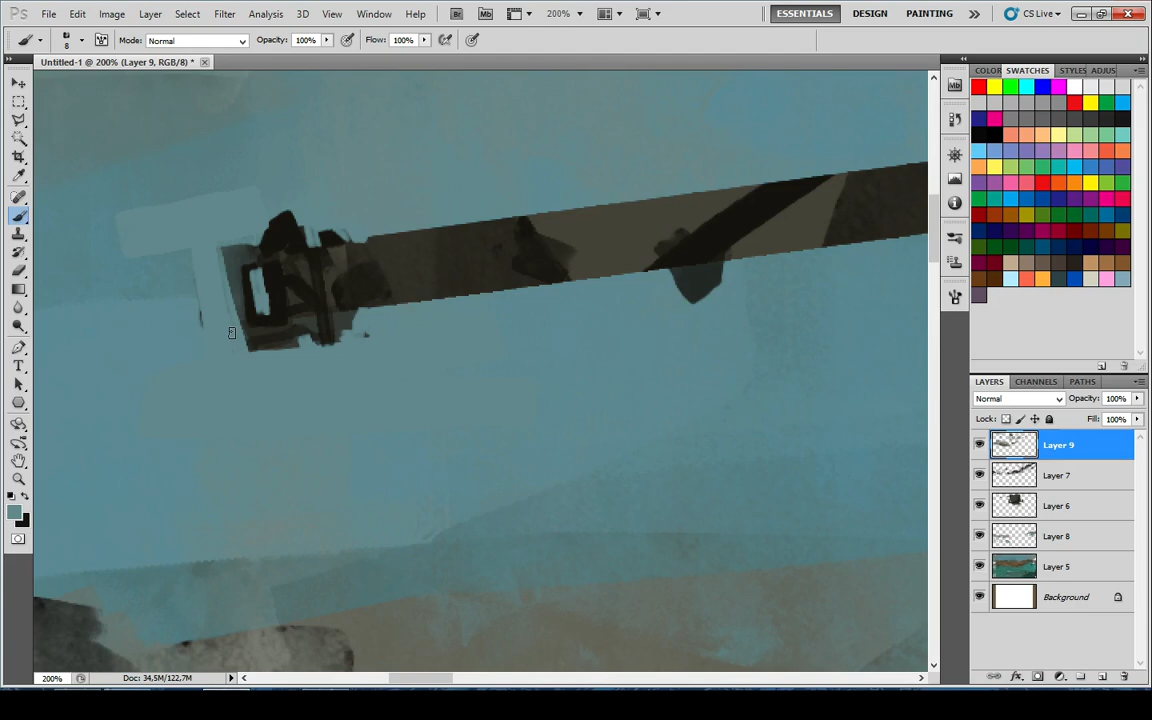 Ps File Edit Image Layer Select Filter Analysis 3D View Window Help Br Mb 200% ESSENTIALS DESIGN PAINTING CS Live
8 Mode: Normal Opacity: 100% Flow: 100%
Untitled-1 @ 200% (Layer 9, RGB/8) *
COLOR SWATCHES STYLES ADJUS
Mb
LAYERS CHANNELS PATHS
Normal Opacity: 100%
Lock: Fill: 100%
Layer 9
Layer 7
Layer 6
Layer 8
Layer 5
Background
200% Doc: 34,5M/122,7M